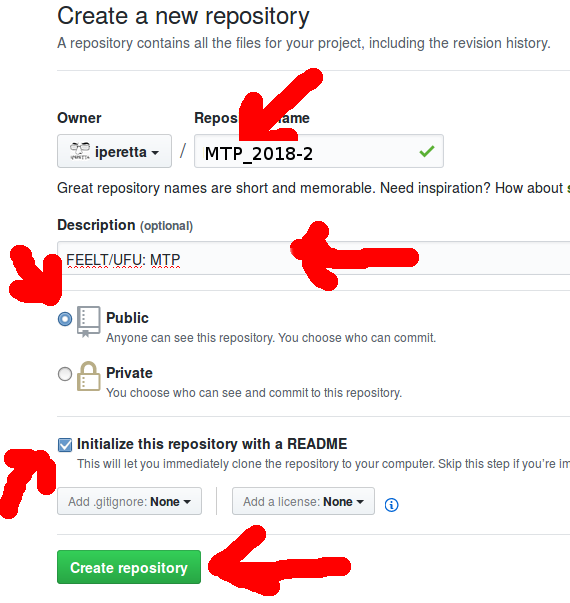 Create a new repository
A repository contains all the files for your project, including the revision history.
Owner
iperetta / MTP_2018-2
Great repository names are short and memorable. Need inspiration? How about
Description (optional)
FEELT/UFU: MTP
Public
Anyone can see this repository. You choose who can commit.
Private
You choose who can see and commit to this repository.
Initialize this repository with a README
This will let you immediately clone the repository to your computer. Skip this step if you're
Add .gitignore: None Add a license: None
Create repository